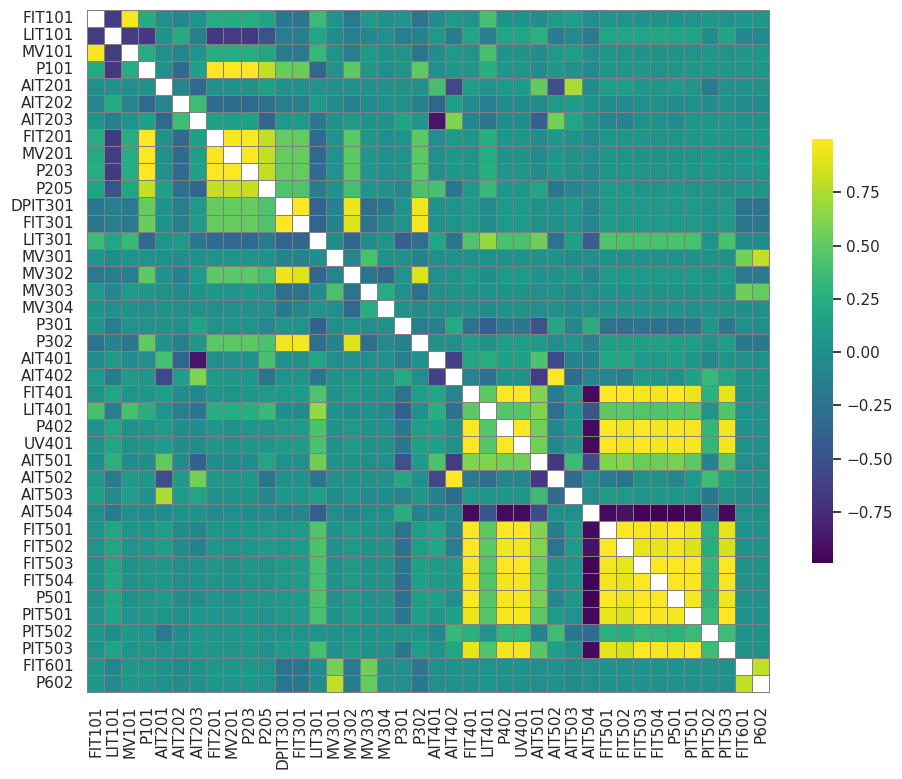 FIT101
LIT101
MV101
P101
AIT201
AIT202
AIT203
FIT201
MV201
P203
P205
DPIT301
FIT301
LIT301
MV301
MV302
MV303
MV304
P301
P302
AIT401
AIT402
FIT401
LIT401
P402
UV401
AIT501
AIT502
AIT503
AIT504
FIT501
FIT502
FIT503
FIT504
P501
PIT501
PIT502
PIT503
FIT601
P602
FIT101
LIT101
MV101
P101
AIT201
AIT202
AIT203
FIT201
MV201
P203
P205
DPIT301
FIT301
LIT301
MV301
MV302
MV303
MV304
P301
P302
AIT401
AIT402
FIT401
LIT401
P402
UV401
AIT501
AIT502
AIT503
AIT504
FIT501
FIT502
FIT503
FIT504
P501
PIT501
PIT502
PIT503
FIT601
P602
0.75
0.50
0.25
0.00
−0.25
−0.50
−0.75